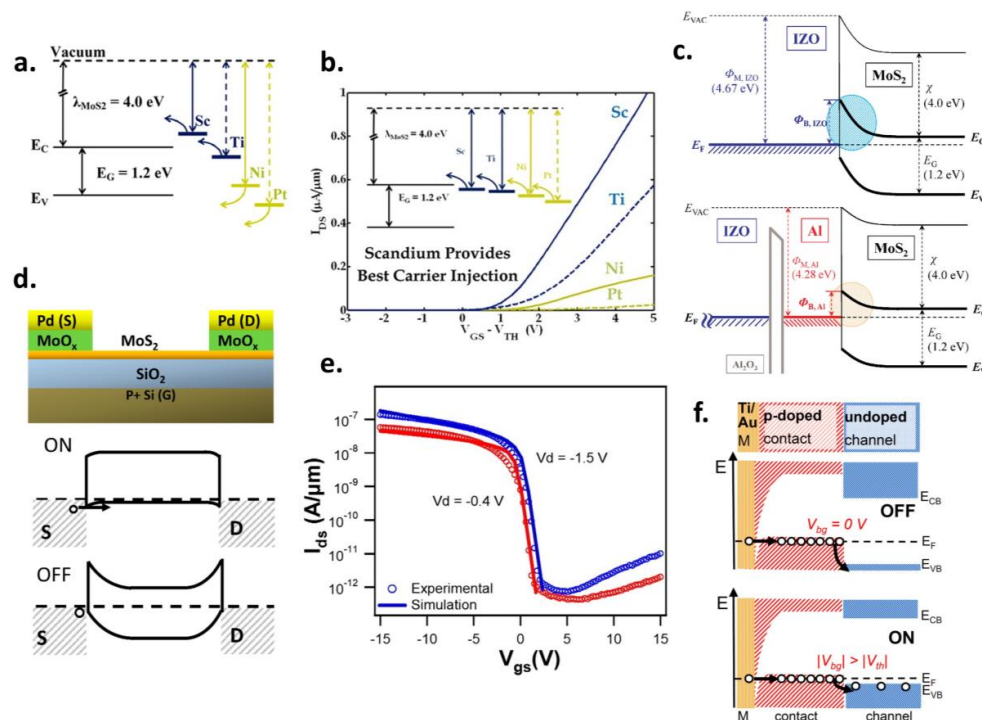 a.
Vacuum
λMoS2 = 4.0 eV
Sc
Ti
EC
Ni
EG = 1.2 eV
EV
Pt
b.
IDS (μA/μm)
1
0.8
0.6
0.4
0.2
0
λMoS2 = 4.0 eV
Sc
Ti
Ni
Pt
EG = 1.2 eV
Sc
Ti
Ni
Pt
Scandium Provides
Best Carrier Injection
-3 -2 -1 0 1 2 3 4 5
VGS - VTH (V)
c.
EVAC
IZO
MoS2
ΦM, IZO
(4.67 eV)
χ
(4.0 eV)
ΦB, IZO
EF
EG
(1.2 eV)
EVAC
IZO
Al
MoS2
ΦM, Al
(4.28 eV)
χ
(4.0 eV)
ΦB, Al
EF
EG
(1.2 eV)
Al2O3
d.
Pd (S)
Pd (D)
MoOx
MoS2
MoOx
SiO2
P+ Si (G)
ON
S
D
OFF
S
D
e.
Ids (A/μm)
10-7
10-8
10-9
10-10
10-11
10-12
Vd = -1.5 V
Vd = -0.4 V
Experimental
Simulation
-15 -10 -5 0 5 10 15
Vgs(V)
f.
Ti/
Au
p-doped
undoped
M
contact
channel
E
ECB
OFF
Vbg = 0 V
EF
EVB
E
ECB
ON
|Vbg| > |Vth|
EF
EVB
M
contact
channel